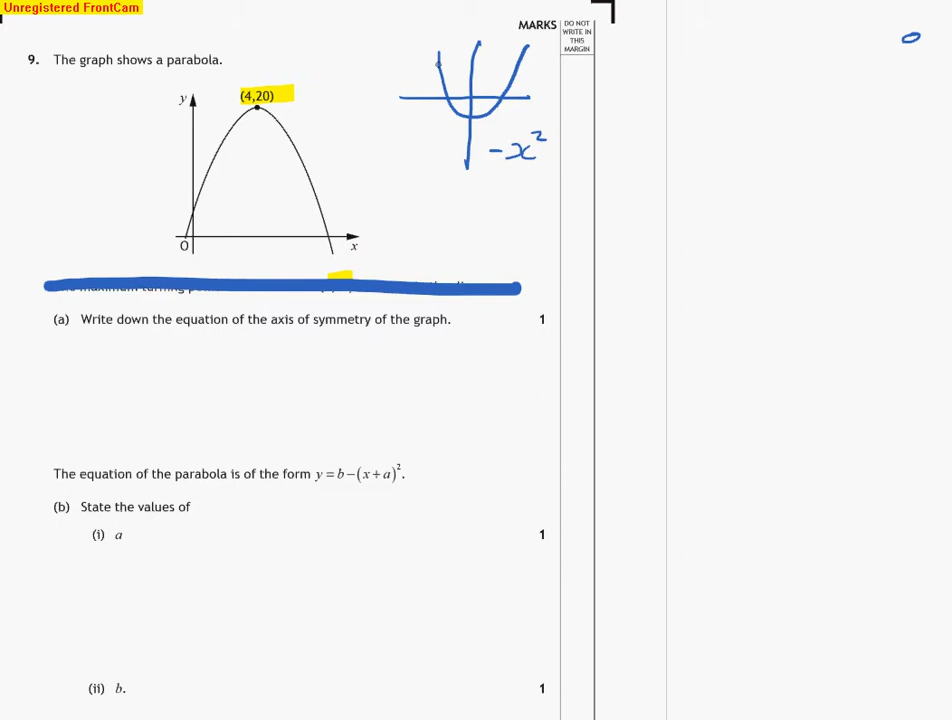 Unregistered FrontCam
MARKS
DO NOT
WRITE IN
THIS
MARGIN
9. The graph shows a parabola.
y
(4,20)
-x²
O
x
(a) Write down the equation of the axis of symmetry of the graph. 1
The equation of the parabola is of the form y = b – (x + a)².
(b) State the values of
(i) a 1
(ii) b. 1